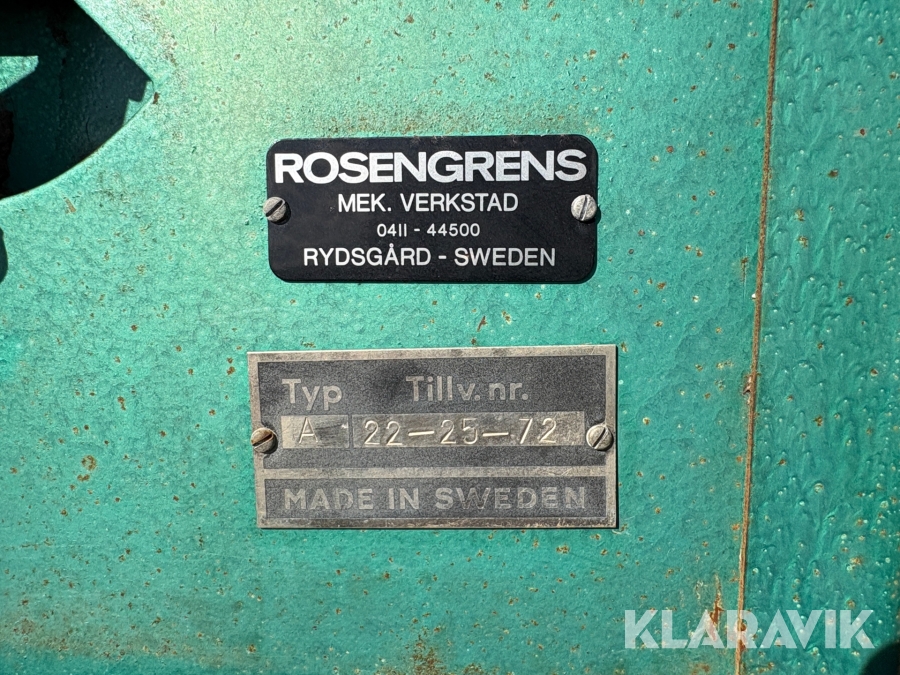 ROSENGRENS
MEK. VERKSTAD
0411 - 44500
RYDSGÅRD - SWEDEN
Typ Tillv. nr.
A 22-25-72
MADE IN SWEDEN
KLARAVIK